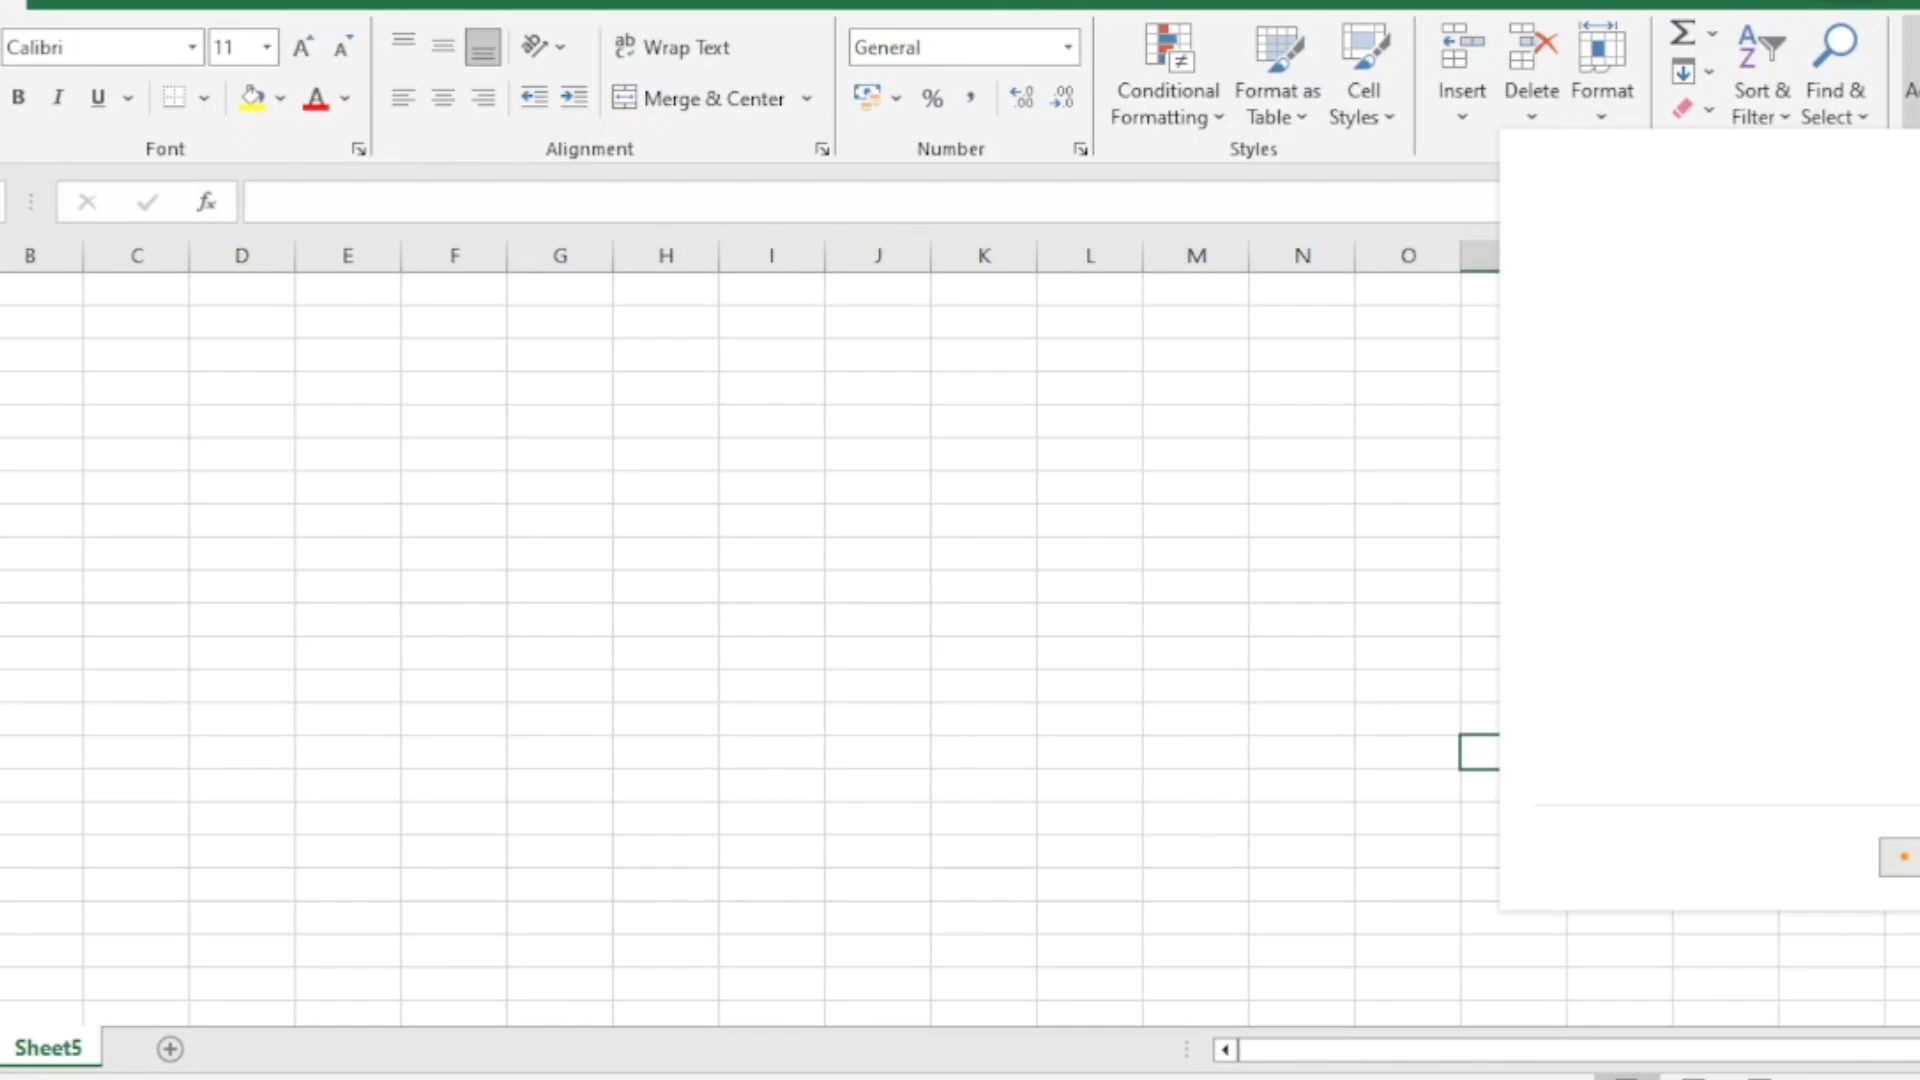 Calibri 11 A A ab Wrap Text General
Conditional Formatting
Format as Table
Cell Styles
Insert Delete Format
Σ
A Z
Sort & Filter
Find & Select
B I U A Merge & Center % ,
Font Alignment Number Styles
fx
B C D E F G H I J K L M N O
Sheet5